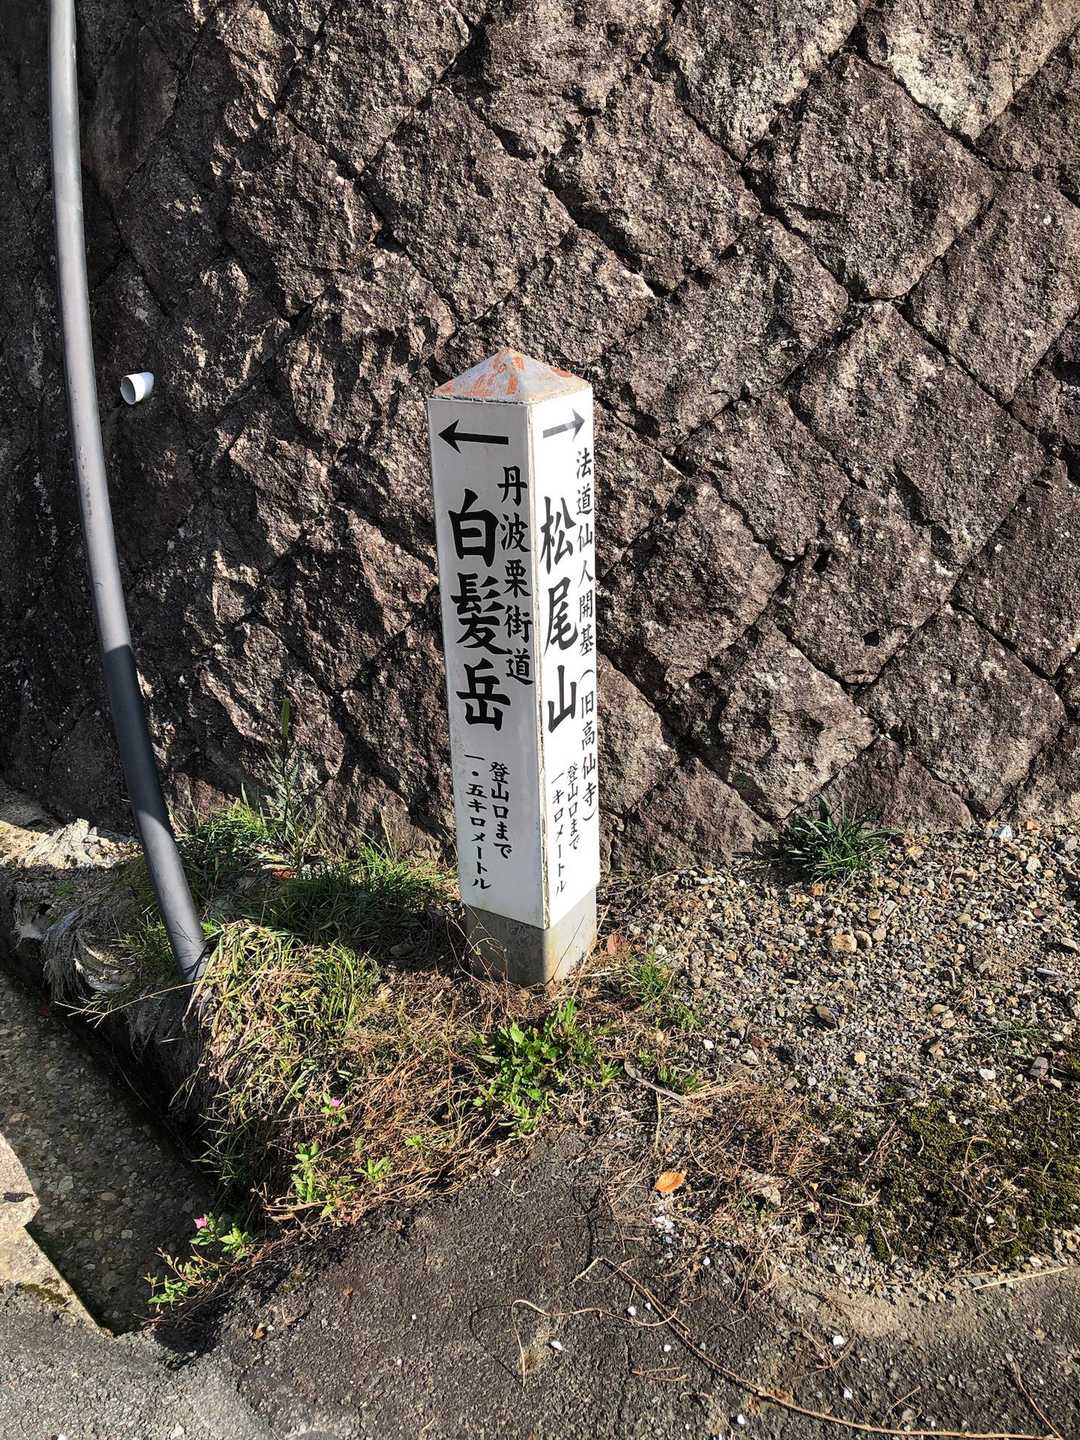 ←
丹波栗街道
白髪岳
登山口まで
一・五キロメートル
→
法道仙人開基（旧高仙寺）
松尾山
登山口まで
一キロメートル